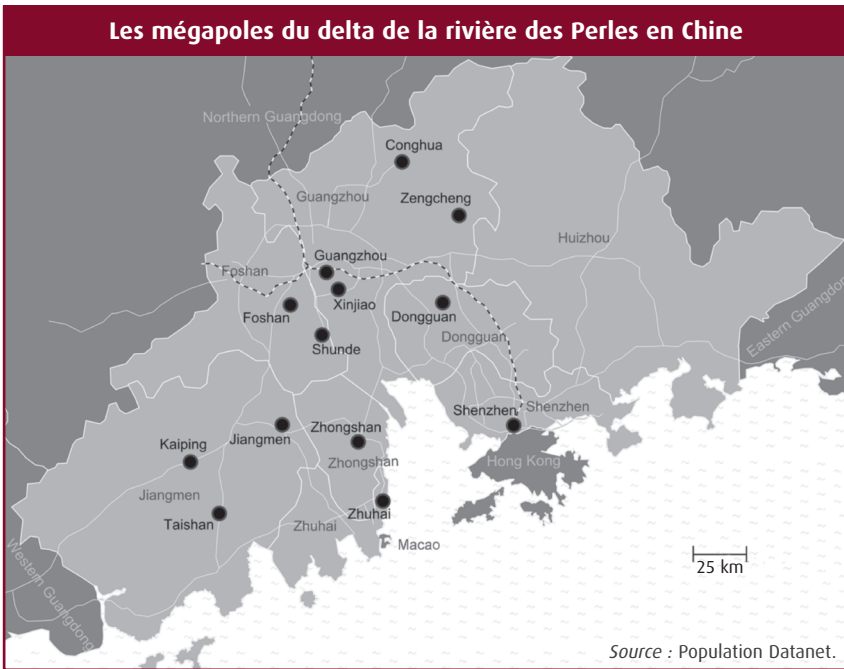 Les mégapoles du delta de la rivière des Perles en Chine
Northern Guangdong
Conghua
Guangzhou
Zengcheng
Huizhou
Guangzhou
Foshan
Xinjiao
Foshan
Dongguan
Dongguan
Shunde
Eastern Guangdong
Shenzhen
Shenzhen
Jiangmen
Zhongshan
Kaiping
Zhongshan
Hong Kong
Jiangmen
Zhuhai
Taishan
Zhuhai
Macao
Western Guangdong
25 km
Source : Population Datanet.